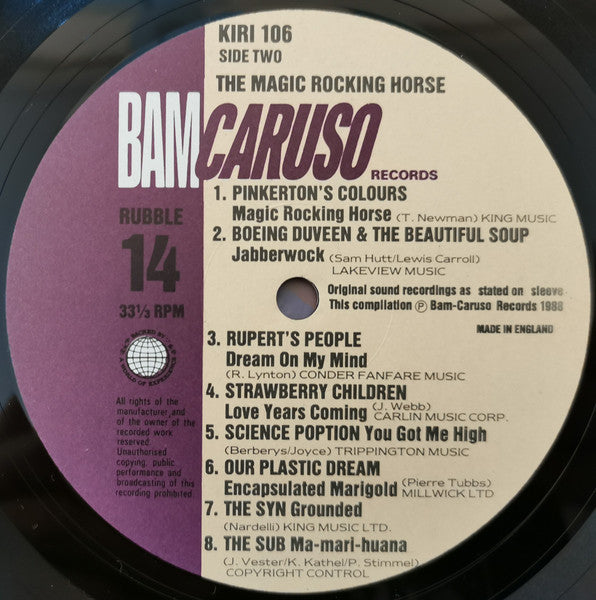 KIRI 106
SIDE TWO
THE MAGIC ROCKING HORSE
BAM CARUSO
RECORDS
RUBBLE
14
33⅓ RPM
1. PINKERTON'S COLOURS
Magic Rocking Horse (T. Newman) KING MUSIC
2. BOEING DUVEEN & THE BEAUTIFUL SOUP
Jabberwock (Sam Hutt/Lewis Carroll)
LAKEVIEW MUSIC
Original sound recordings as stated on sleeve
This compilation ℗ Bam-Caruso Records 1988
MADE IN ENGLAND
3. RUPERT'S PEOPLE
Dream On My Mind
(R. Lynton) CONDER FANFARE MUSIC
4. STRAWBERRY CHILDREN
Love Years Coming (J. Webb)
CARLIN MUSIC CORP.
5. SCIENCE POPTION You Got Me High
(Berberys/Joyce) TRIPPINGTON MUSIC
6. OUR PLASTIC DREAM
Encapsulated Marigold (Pierre Tubbs)
MILLWICK LTD
7. THE SYN Grounded
(Nardelli) KING MUSIC LTD.
8. THE SUB Ma-mari-huana
(J. Vester/K. Kathel/P. Stimmel)
COPYRIGHT CONTROL
BACKED BY
A WORLD OF EXPERIENCE
All rights of the
manufacturer and
of the owner of the
recorded work
reserved.
Unauthorised
copying, public
performance and
broadcasting of this
recording prohibited.